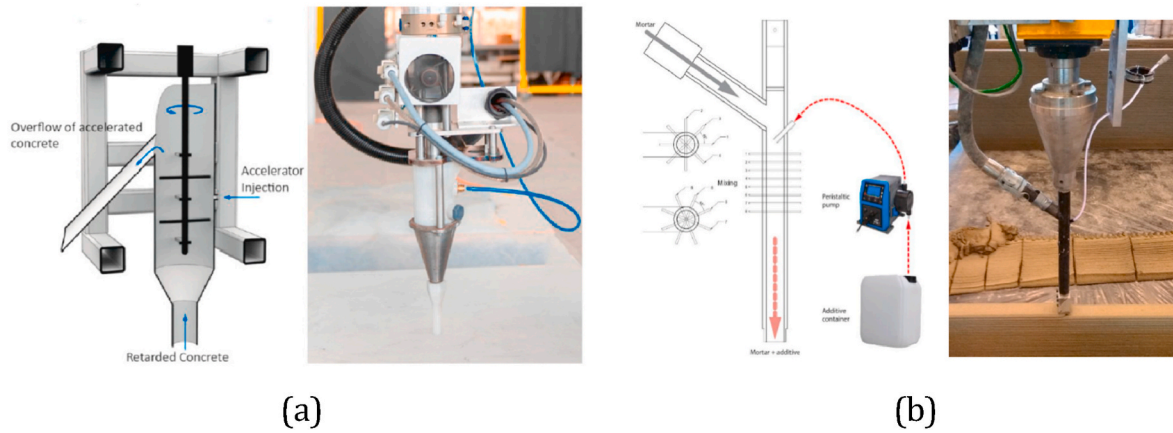 Overflow of accelerated
concrete
Accelerator
Injection
Retarded Concrete
(a)
Mortar
Mixing
Peristaltic
pump
Additive
container
Mortar + additive
(b)